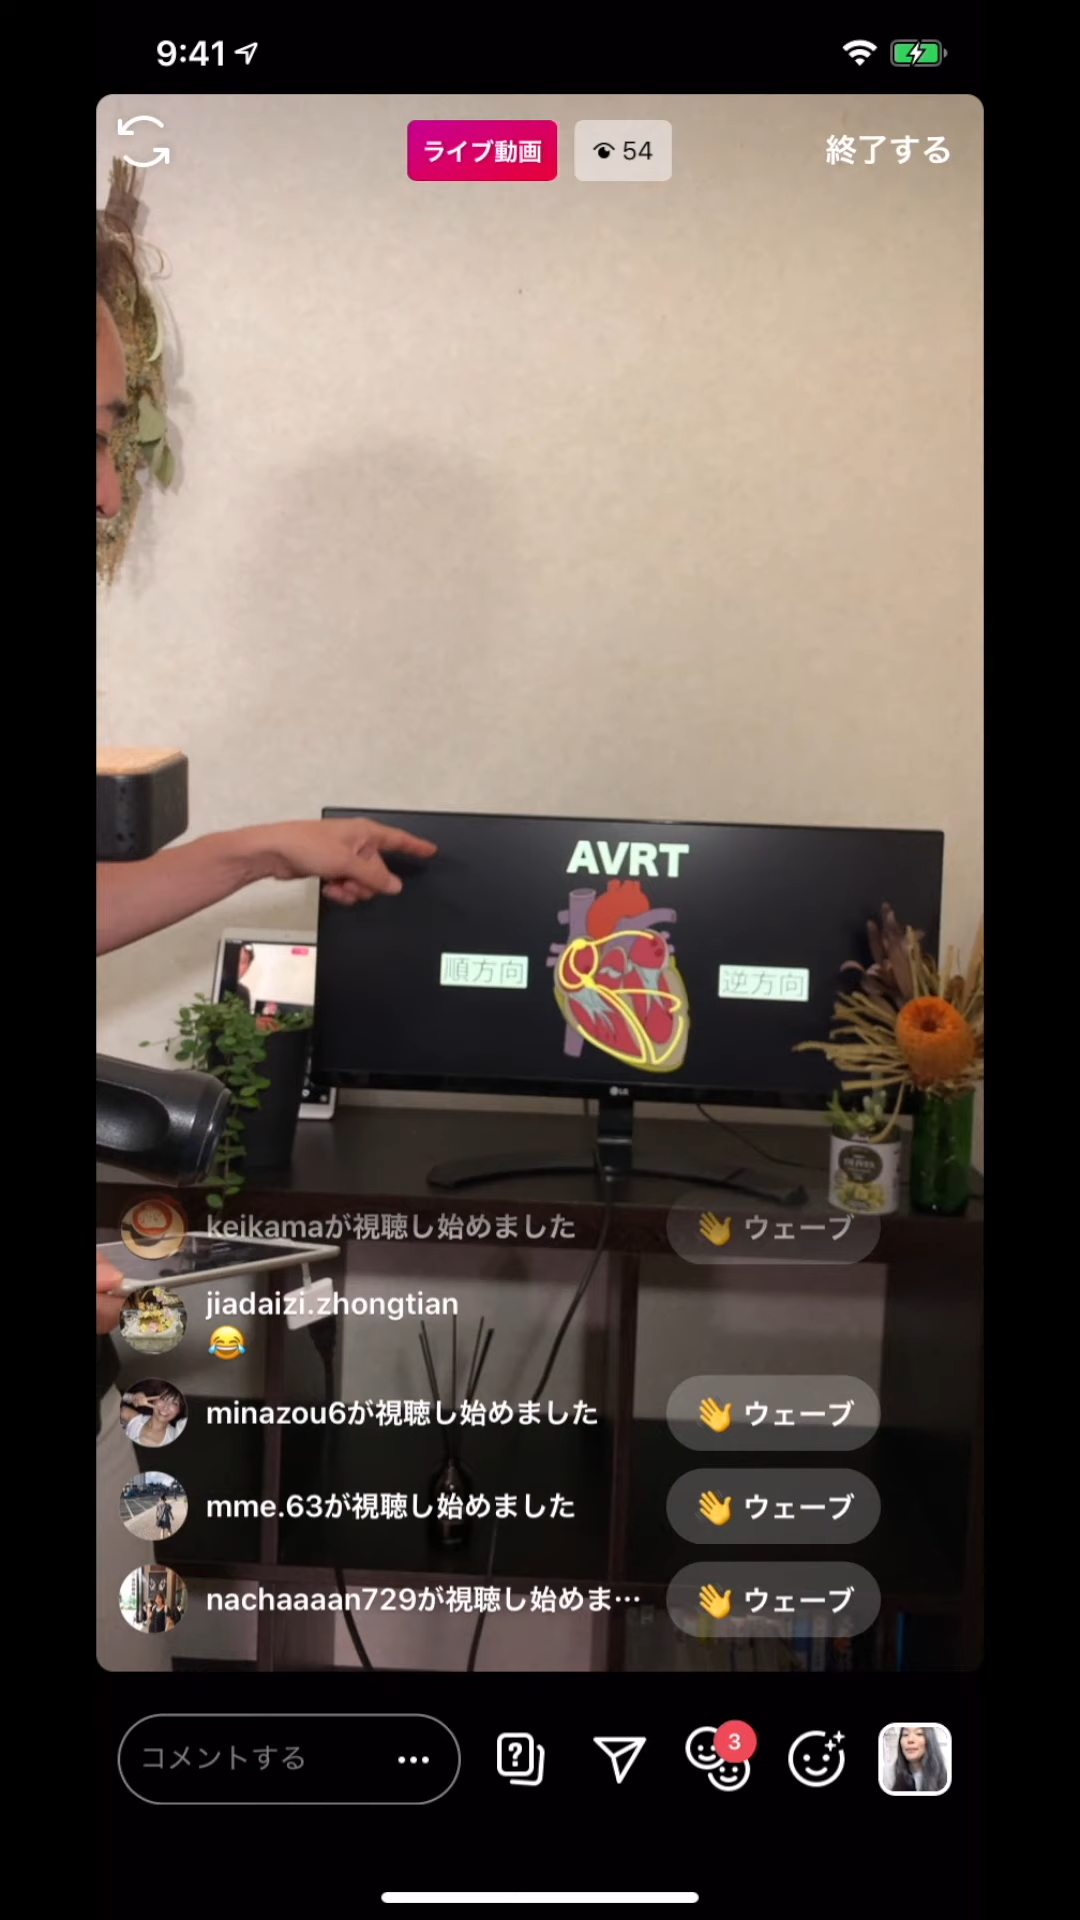 9:41
ライブ動画
54
終了する
AVRT
順方向
逆方向
LG
keikamaが視聴し始めました
ウェーブ
jiadaizi.zhongtian
😂
minazou6が視聴し始めました
ウェーブ
mme.63が視聴し始めました
ウェーブ
nachaaaan729が視聴し始めま…
ウェーブ
コメントする
3